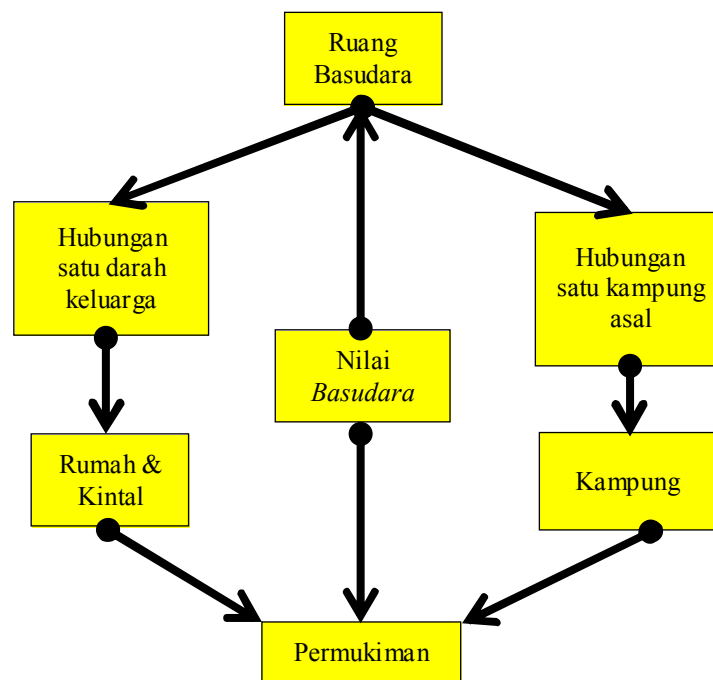 Ruang
Basudara
Hubungan
satu darah
keluarga
Hubungan
satu kampung
asal
Nilai
Basudara
Rumah &
Kintal
Kampung
Permukiman